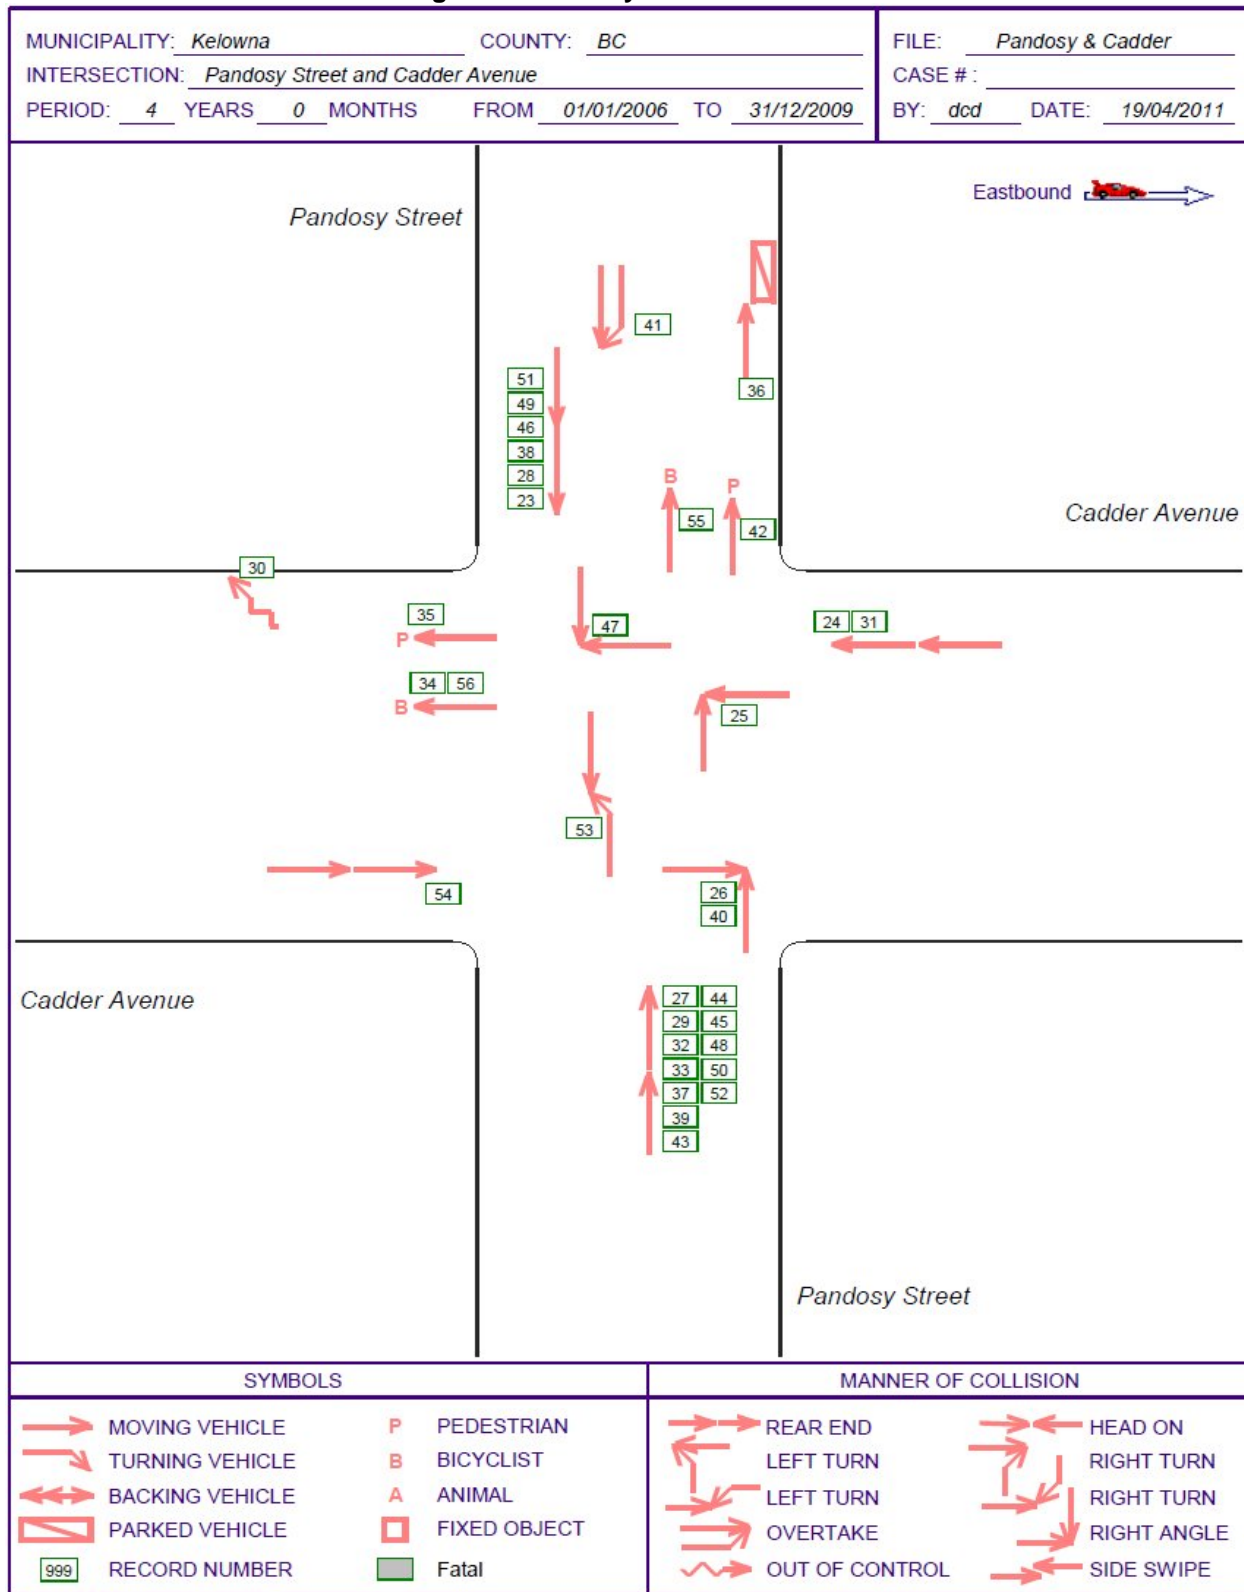 MUNICIPALITY: Kelowna COUNTY: BC
INTERSECTION: Pandosy Street and Cadder Avenue
PERIOD: 4 YEARS 0 MONTHS FROM 01/01/2006 TO 31/12/2009
FILE: Pandosy & Cadder
CASE # :
BY: dcd DATE: 19/04/2011
Eastbound
Pandosy Street
41
36
51
49
46
38
28
23
B
P
55
42
Cadder Avenue
30
35
P
47
24 31
34 56
B
25
53
54
26
40
Cadder Avenue
27 44
29 45
32 48
33 50
37 52
39
43
Pandosy Street
SYMBOLS
MOVING VEHICLE
TURNING VEHICLE
BACKING VEHICLE
PARKED VEHICLE
999 RECORD NUMBER
P PEDESTRIAN
B BICYCLIST
A ANIMAL
FIXED OBJECT
Fatal
MANNER OF COLLISION
REAR END
LEFT TURN
LEFT TURN
OVERTAKE
OUT OF CONTROL
HEAD ON
RIGHT TURN
RIGHT TURN
RIGHT ANGLE
SIDE SWIPE